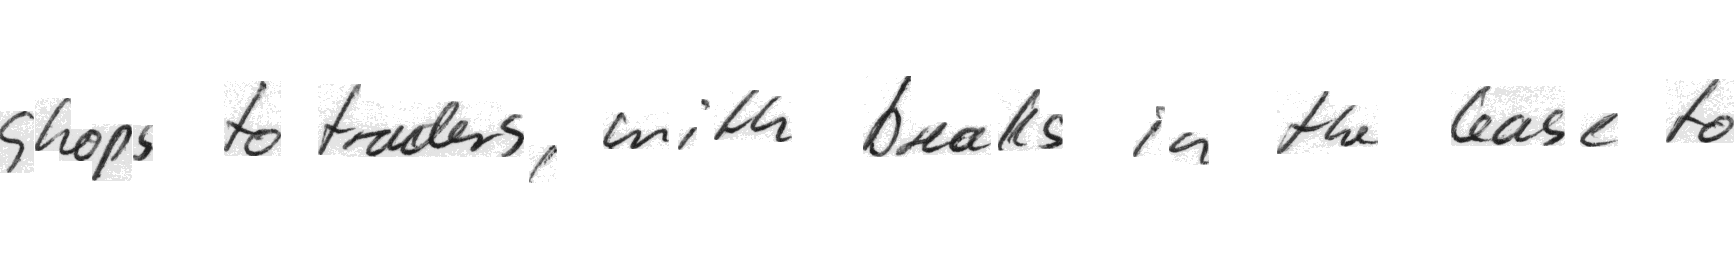 shops to traders, with breaks in the lease to